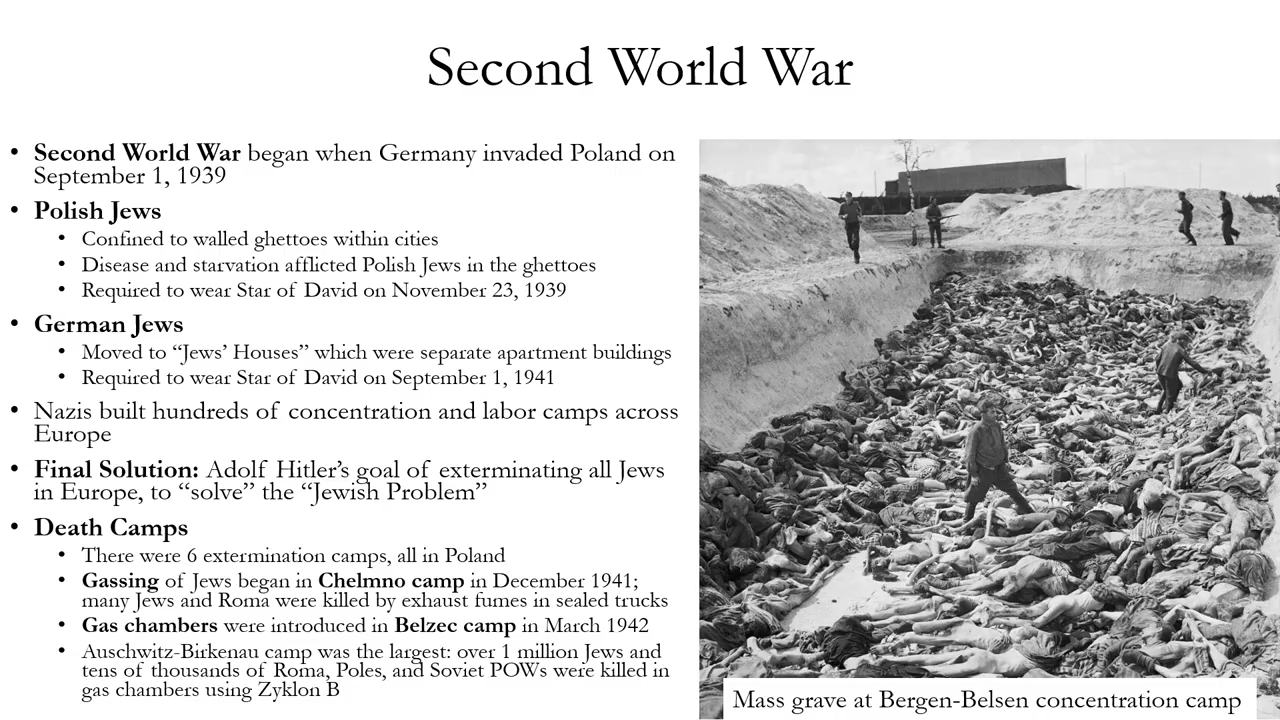 Second World War
• Second World War began when Germany invaded Poland on
September 1, 1939
• Polish Jews
• Confined to walled ghettoes within cities
• Disease and starvation afflicted Polish Jews in the ghettoes
• Required to wear Star of David on November 23, 1939
• German Jews
• Moved to “Jews’ Houses” which were separate apartment buildings
• Required to wear Star of David on September 1, 1941
• Nazis built hundreds of concentration and labor camps across
Europe
• Final Solution: Adolf Hitler’s goal of exterminating all Jews
in Europe, to “solve” the “Jewish Problem”
• Death Camps
• There were 6 extermination camps, all in Poland
• Gassing of Jews began in Chelmno camp in December 1941;
many Jews and Roma were killed by exhaust fumes in sealed trucks
• Gas chambers were introduced in Belzec camp in March 1942
• Auschwitz-Birkenau camp was the largest: over 1 million Jews and
tens of thousands of Roma, Poles, and Soviet POWs were killed in
gas chambers using Zyklon B
Mass grave at Bergen-Belsen concentration camp